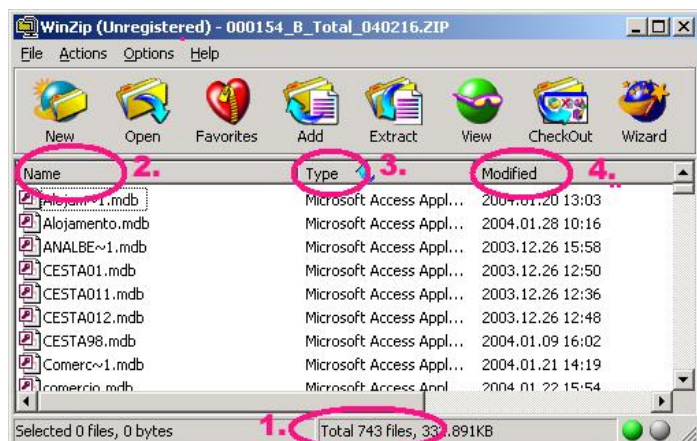 WinZip (Unregistered) - 000154_B_Total_040216.ZIP
File Actions Options Help
New Open Favorites Add Extract View CheckOut Wizard
Name 2. Type 3. Modified 4.
Microsoft Access Appl... 2004.01.20 13:03
Alojamento.mdb Microsoft Access Appl... 2004.01.28 10:16
ANALBE~1.mdb Microsoft Access Appl... 2003.12.26 15:58
CESTA01.mdb Microsoft Access Appl... 2003.12.26 12:50
CESTA011.mdb Microsoft Access Appl... 2003.12.26 12:36
CESTA012.mdb Microsoft Access Appl... 2003.12.26 12:48
CESTA98.mdb Microsoft Access Appl... 2004.01.09 16:02
Comerc~1.mdb Microsoft Access Appl... 2004.01.21 14:19
comercio.mdb Microsoft Access Appl... 2004.01.22 15:54
Selected 0 files, 0 bytes 1. Total 743 files,